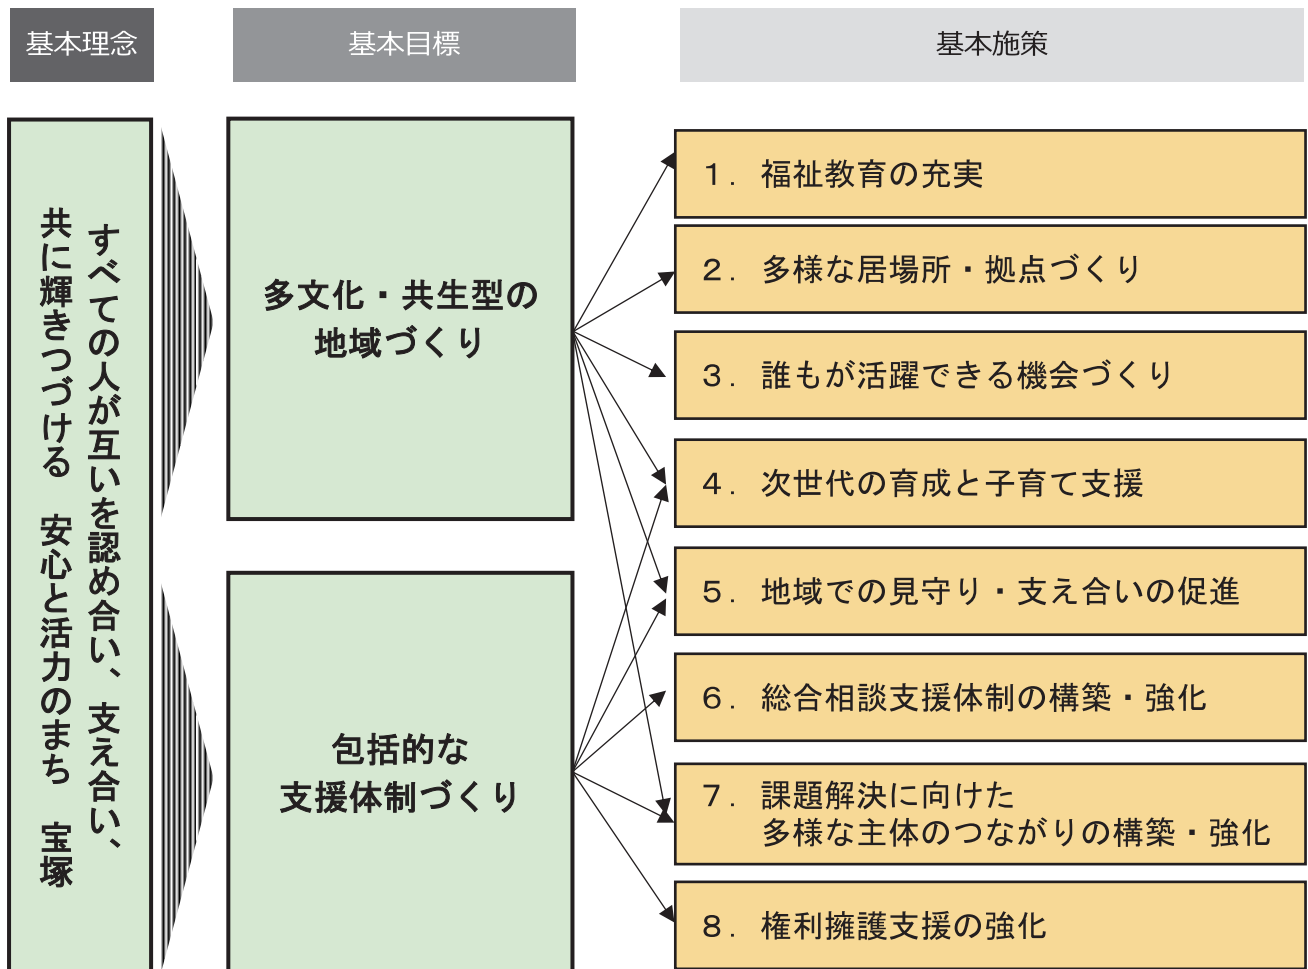 基本理念
基本目標
基本施策
すべての人が互いを認め合い、支え合い、
共に輝きつづける　安心と活力のまち　宝塚
多文化・共生型の
地域づくり
包括的な
支援体制づくり
１．福祉教育の充実
２．多様な居場所・拠点づくり
３．誰もが活躍できる機会づくり
４．次世代の育成と子育て支援
５．地域での見守り・支え合いの促進
６．総合相談支援体制の構築・強化
７．課題解決に向けた
多様な主体のつながりの構築・強化
８．権利擁護支援の強化